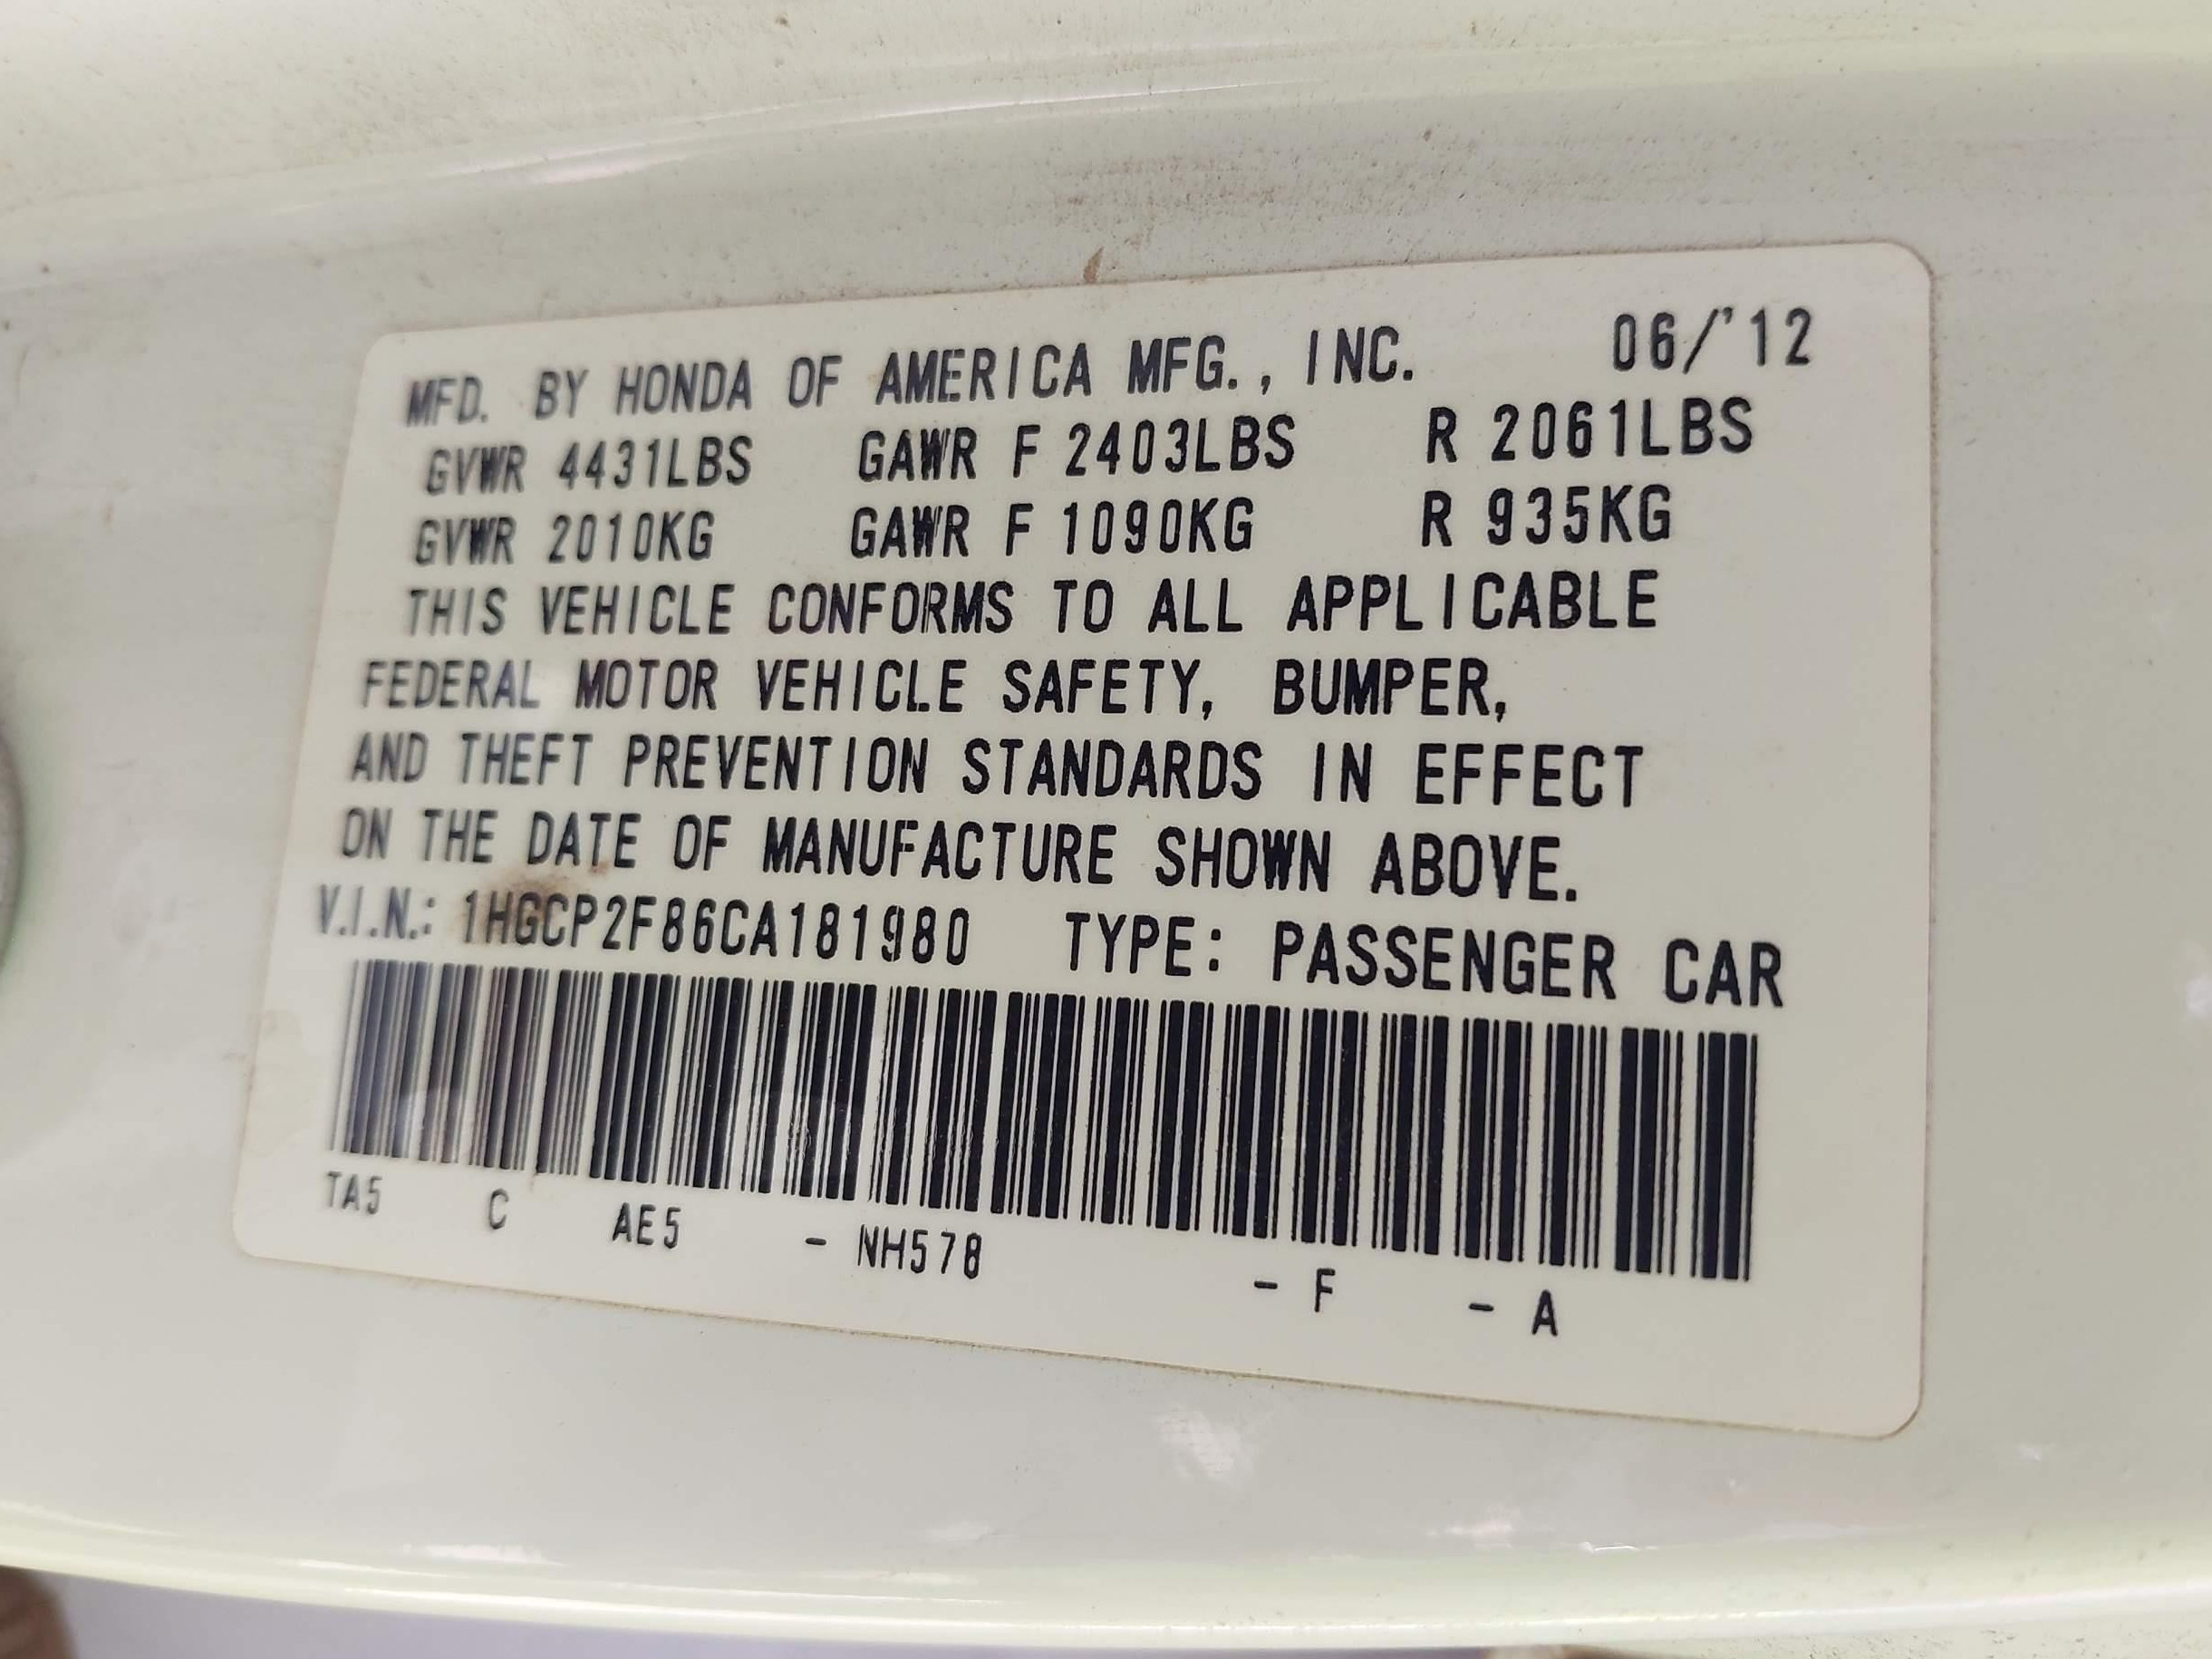 MFD. BY HONDA OF AMERICA MFG., INC. 06/'12
GVWR 4431LBS GAWR F 2403LBS R 2061LBS
GVWR 2010KG GAWR F 1090KG R 935KG
THIS VEHICLE CONFORMS TO ALL APPLICABLE
FEDERAL MOTOR VEHICLE SAFETY, BUMPER,
AND THEFT PREVENTION STANDARDS IN EFFECT
ON THE DATE OF MANUFACTURE SHOWN ABOVE.
V.I.N.: 1HGCP2F86CA181980 TYPE: PASSENGER CAR
TA5 C AE5 - NH578 - F - A